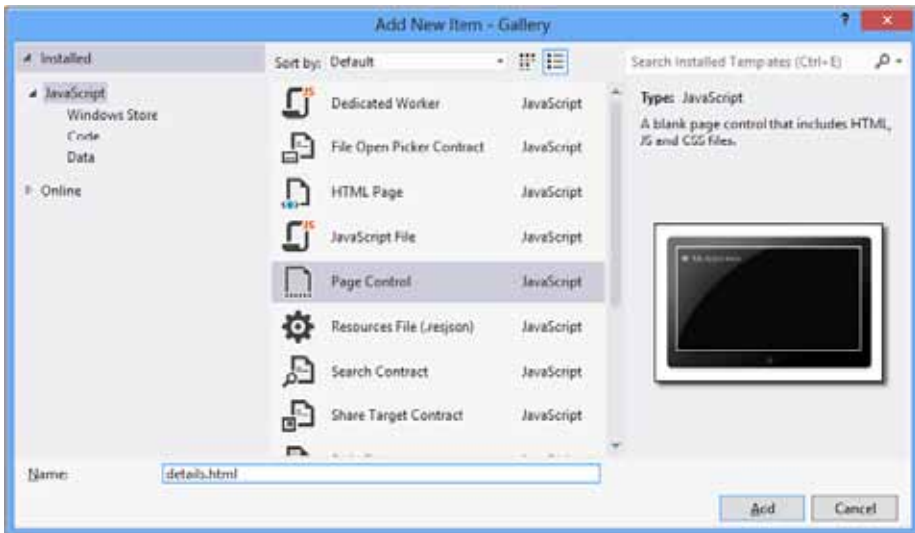 Add New Item - Gallery
?
Installed
Sort by: Default
Search Installed Templates (Ctrl+E)
JavaScript
Windows Store
Code
Data
Online
Dedicated Worker JavaScript
File Open Picker Contract JavaScript
HTML Page JavaScript
JavaScript File JavaScript
Page Control JavaScript
Resources File (.resjson) JavaScript
Search Contract JavaScript
Share Target Contract JavaScript
Type: JavaScript
A blank page control that includes HTML,
JS and CSS files.
Name: details.html
Add Cancel